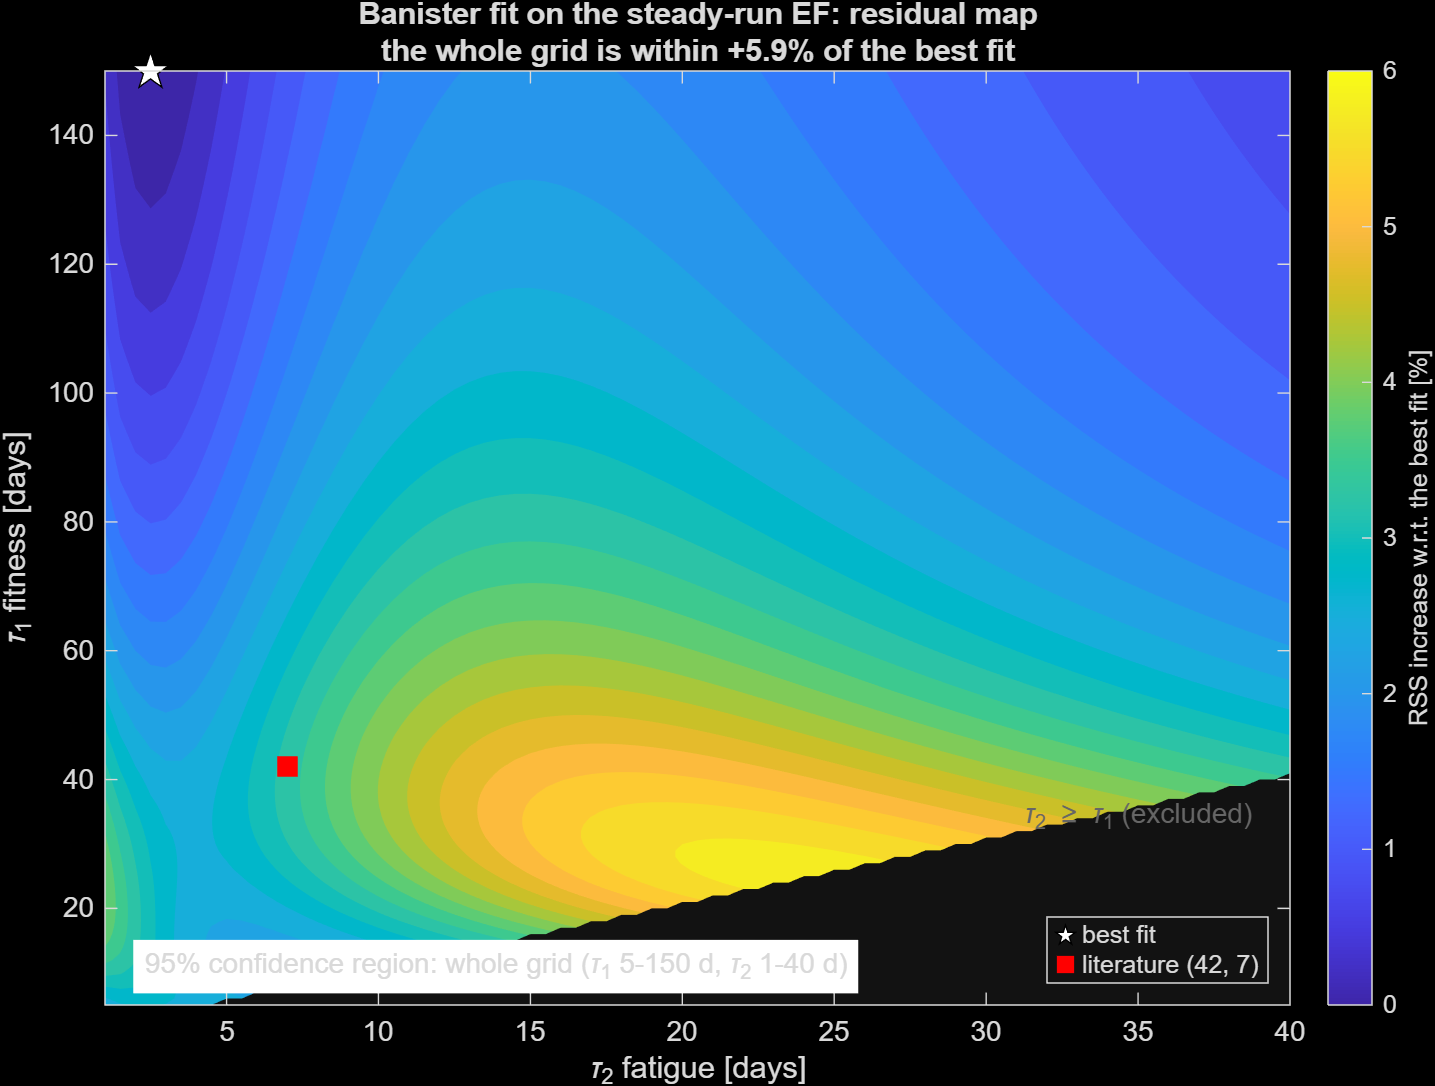 Banister fit on the steady-run EF: residual map
the whole grid is within +5.9% of the best fit
140
120
100
80
60
40
20
τ1 fitness [days]
5
10
15
20
25
30
35
40
τ2 fatigue [days]
τ2 ≥ τ1 (excluded)
95% confidence region: whole grid (τ1 5-150 d, τ2 1-40 d)
best fit
literature (42, 7)
6
5
4
3
2
1
0
RSS increase w.r.t. the best fit [%]